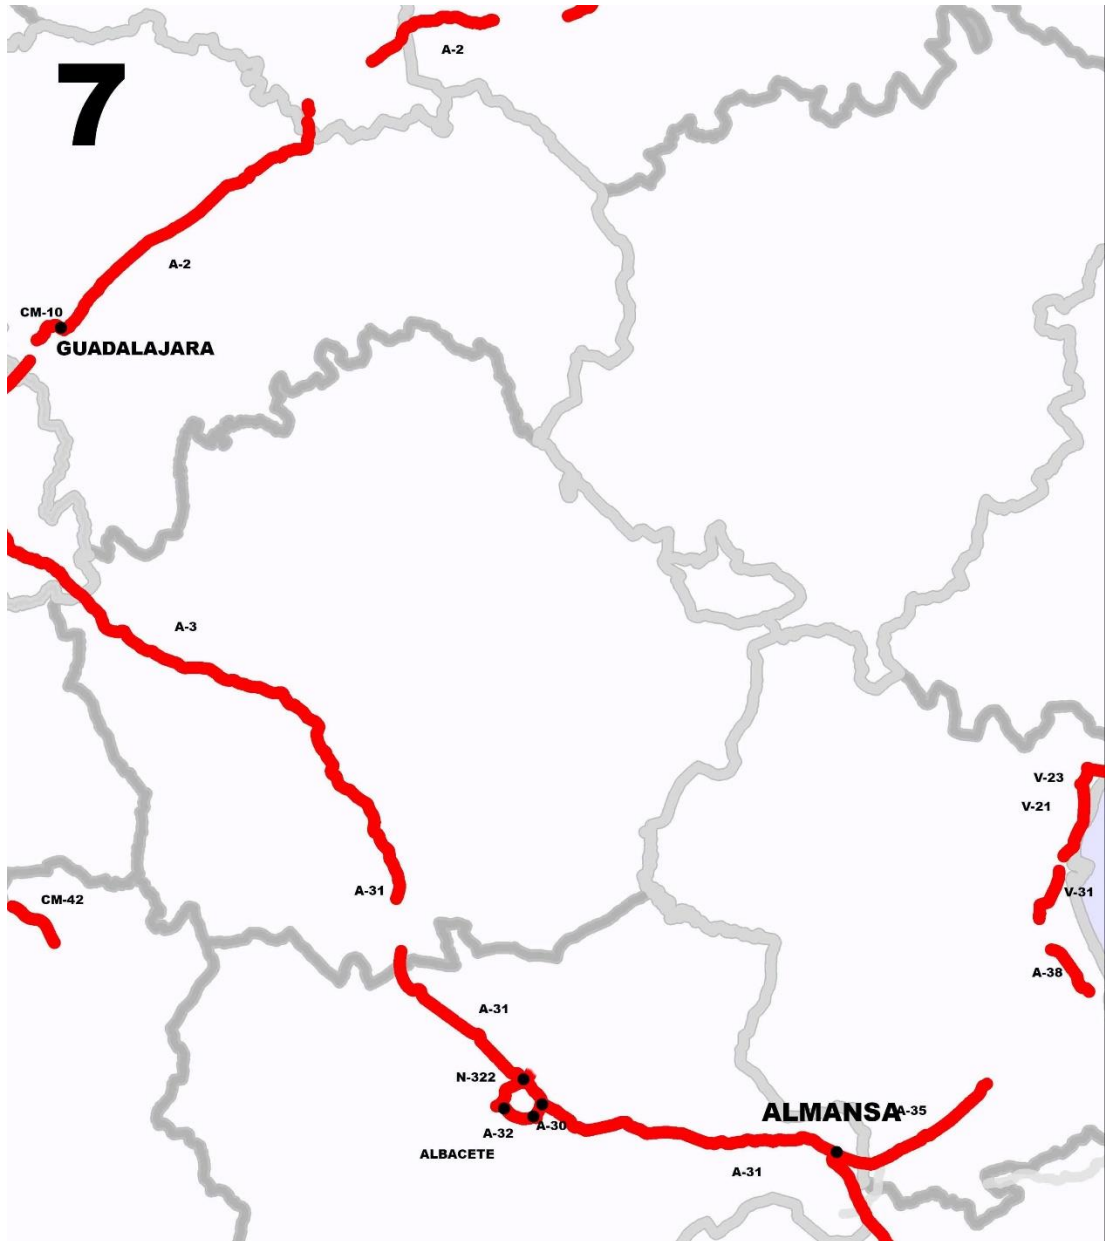 A-2
7
A-2
CM-10
GUADALAJARA
A-3
V-23
V-21
A-31
V-31
CM-42
A-38
A-31
N-322
ALMANSA
A-35
A-32
A-30
ALBACETE
A-31